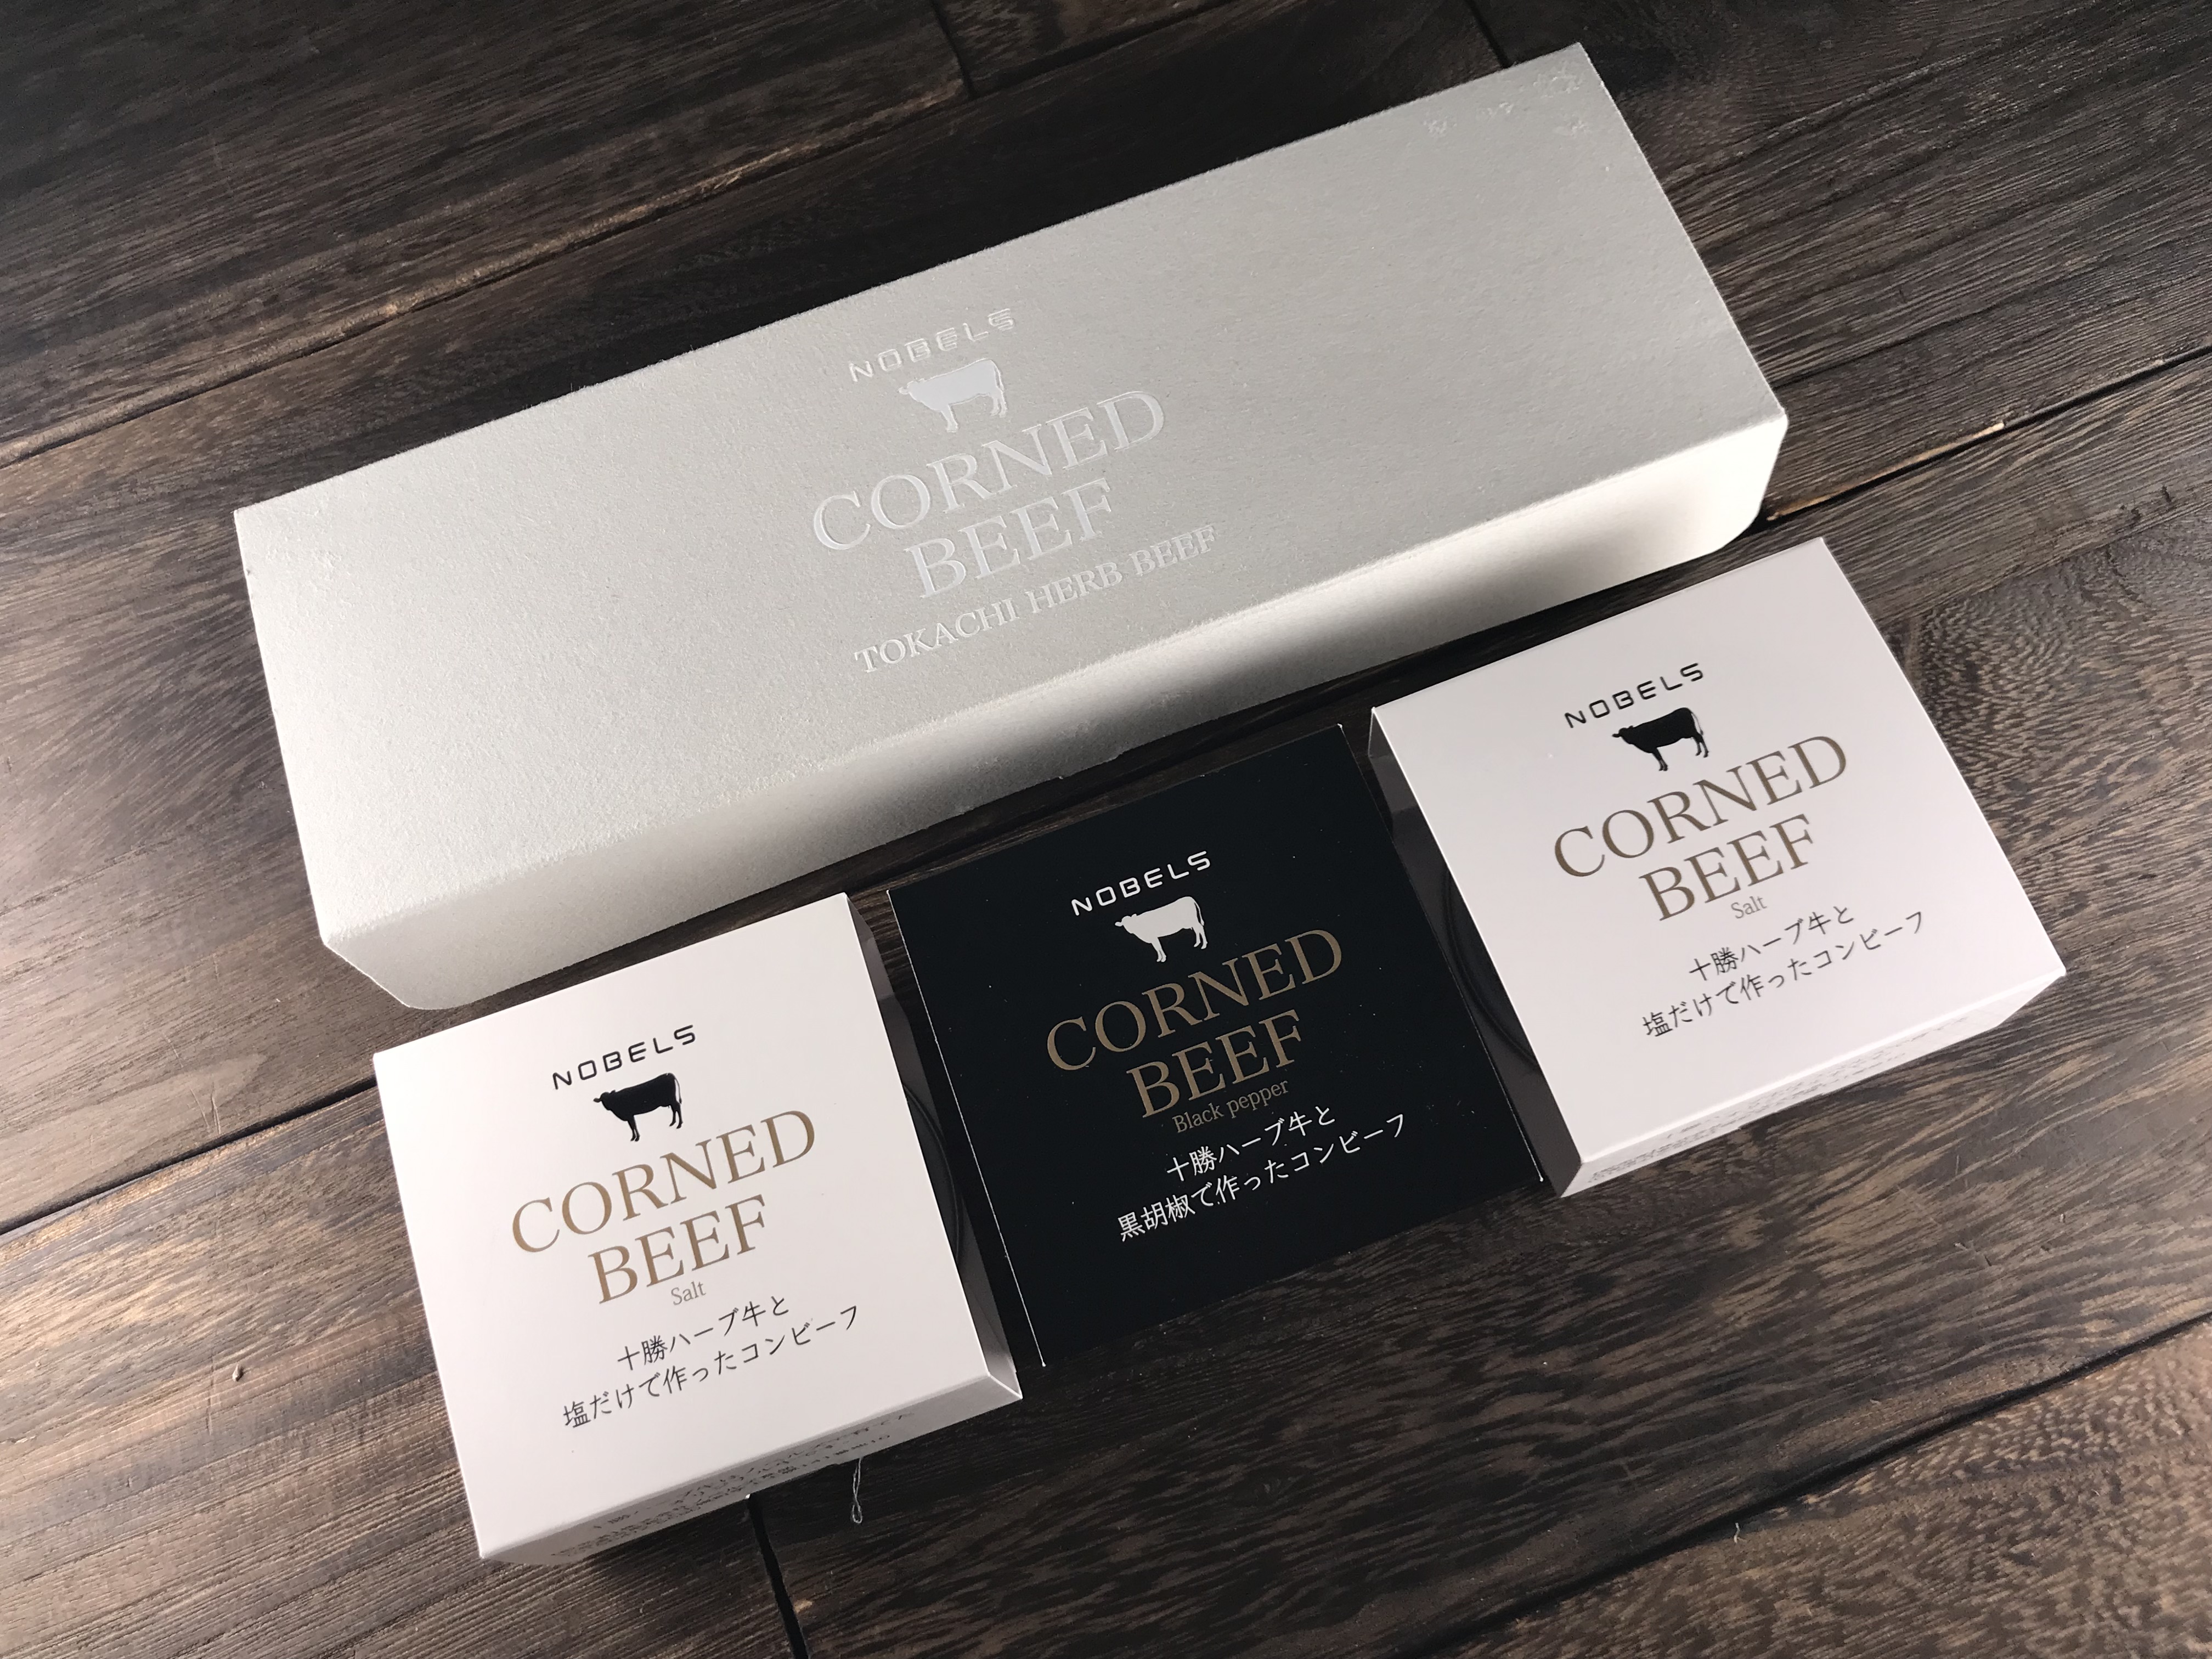 NOBELS
CORNED
BEEF
TOKACHI HERB BEEF
NOBELS
CORNED
BEEF
Salt
十勝ハーブ牛と
塩だけで作ったコンビーフ
NOBELS
CORNED
BEEF
Black pepper
十勝ハーブ牛と
黒胡椒で作ったコンビーフ
NOBELS
CORNED
BEEF
Salt
十勝ハーブ牛と
塩だけで作ったコンビーフ